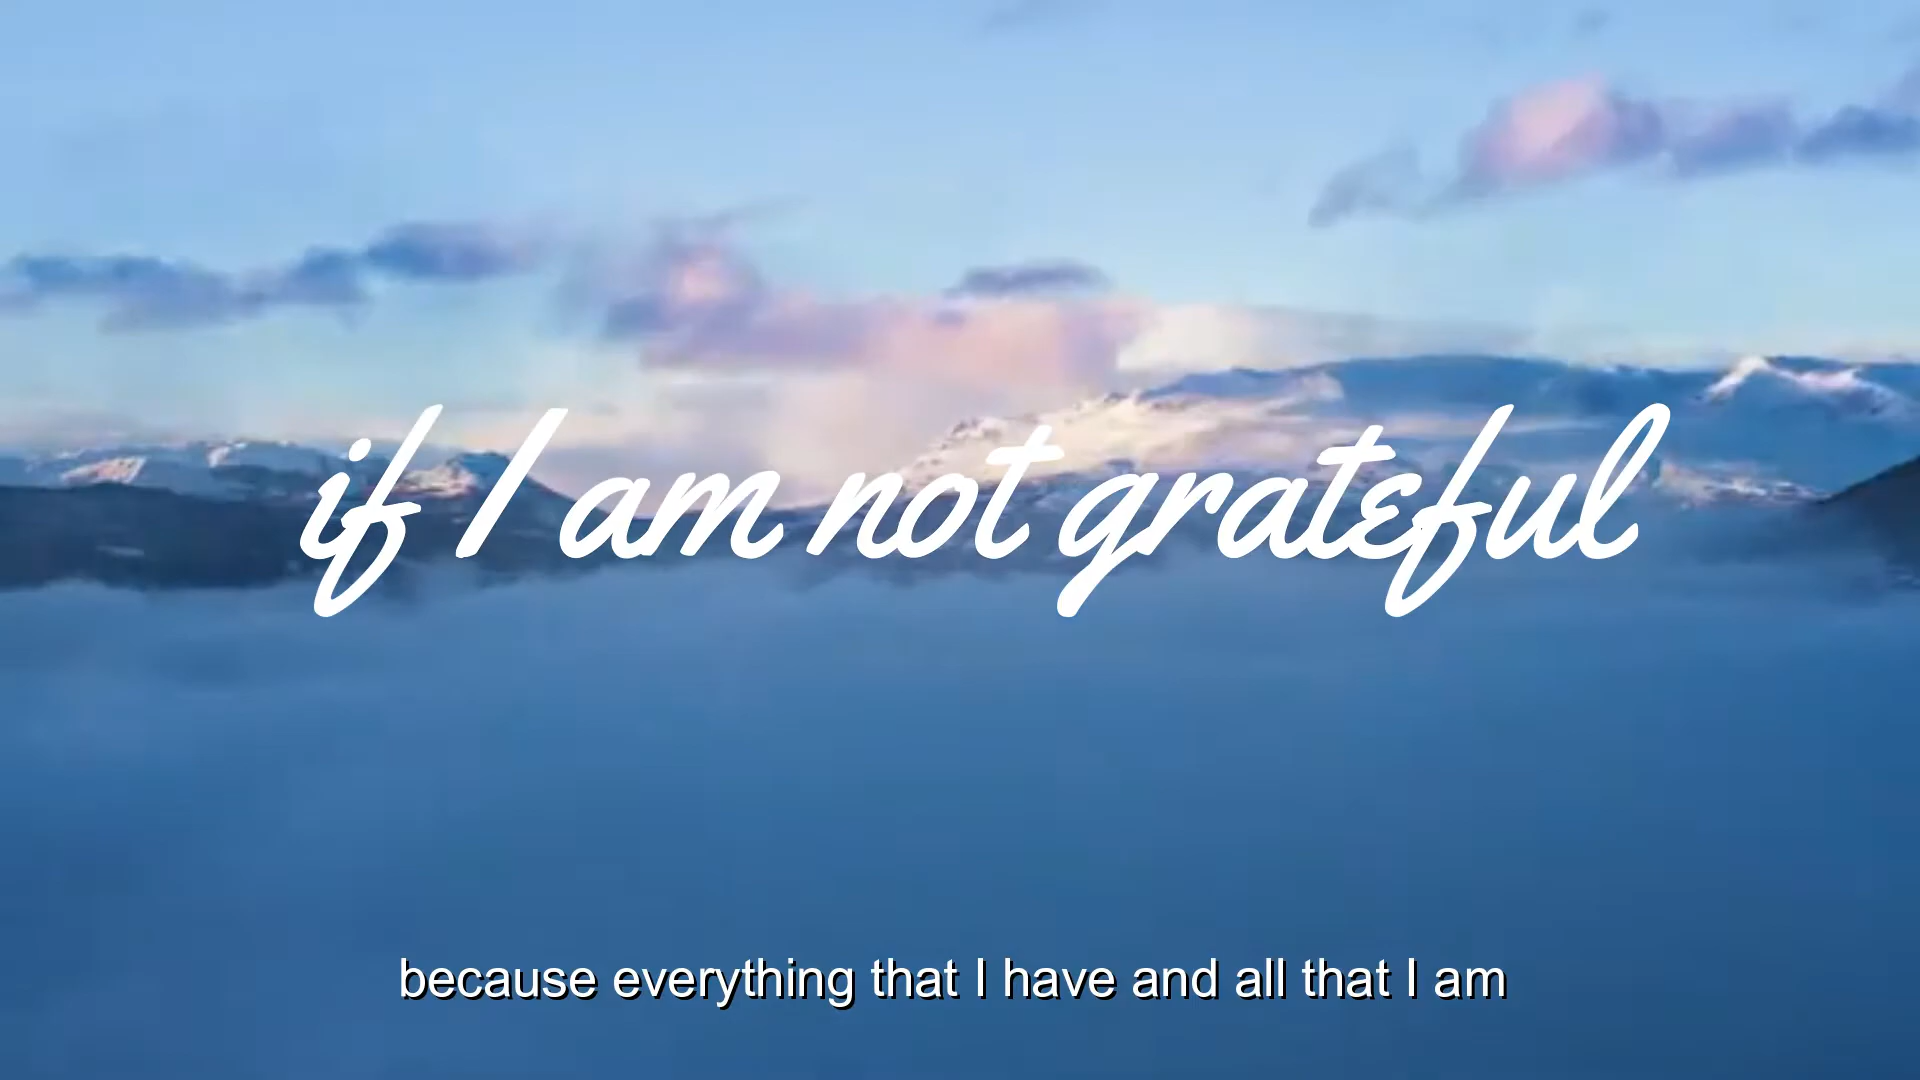 if I am not grateful
because everything that I have and all that I am